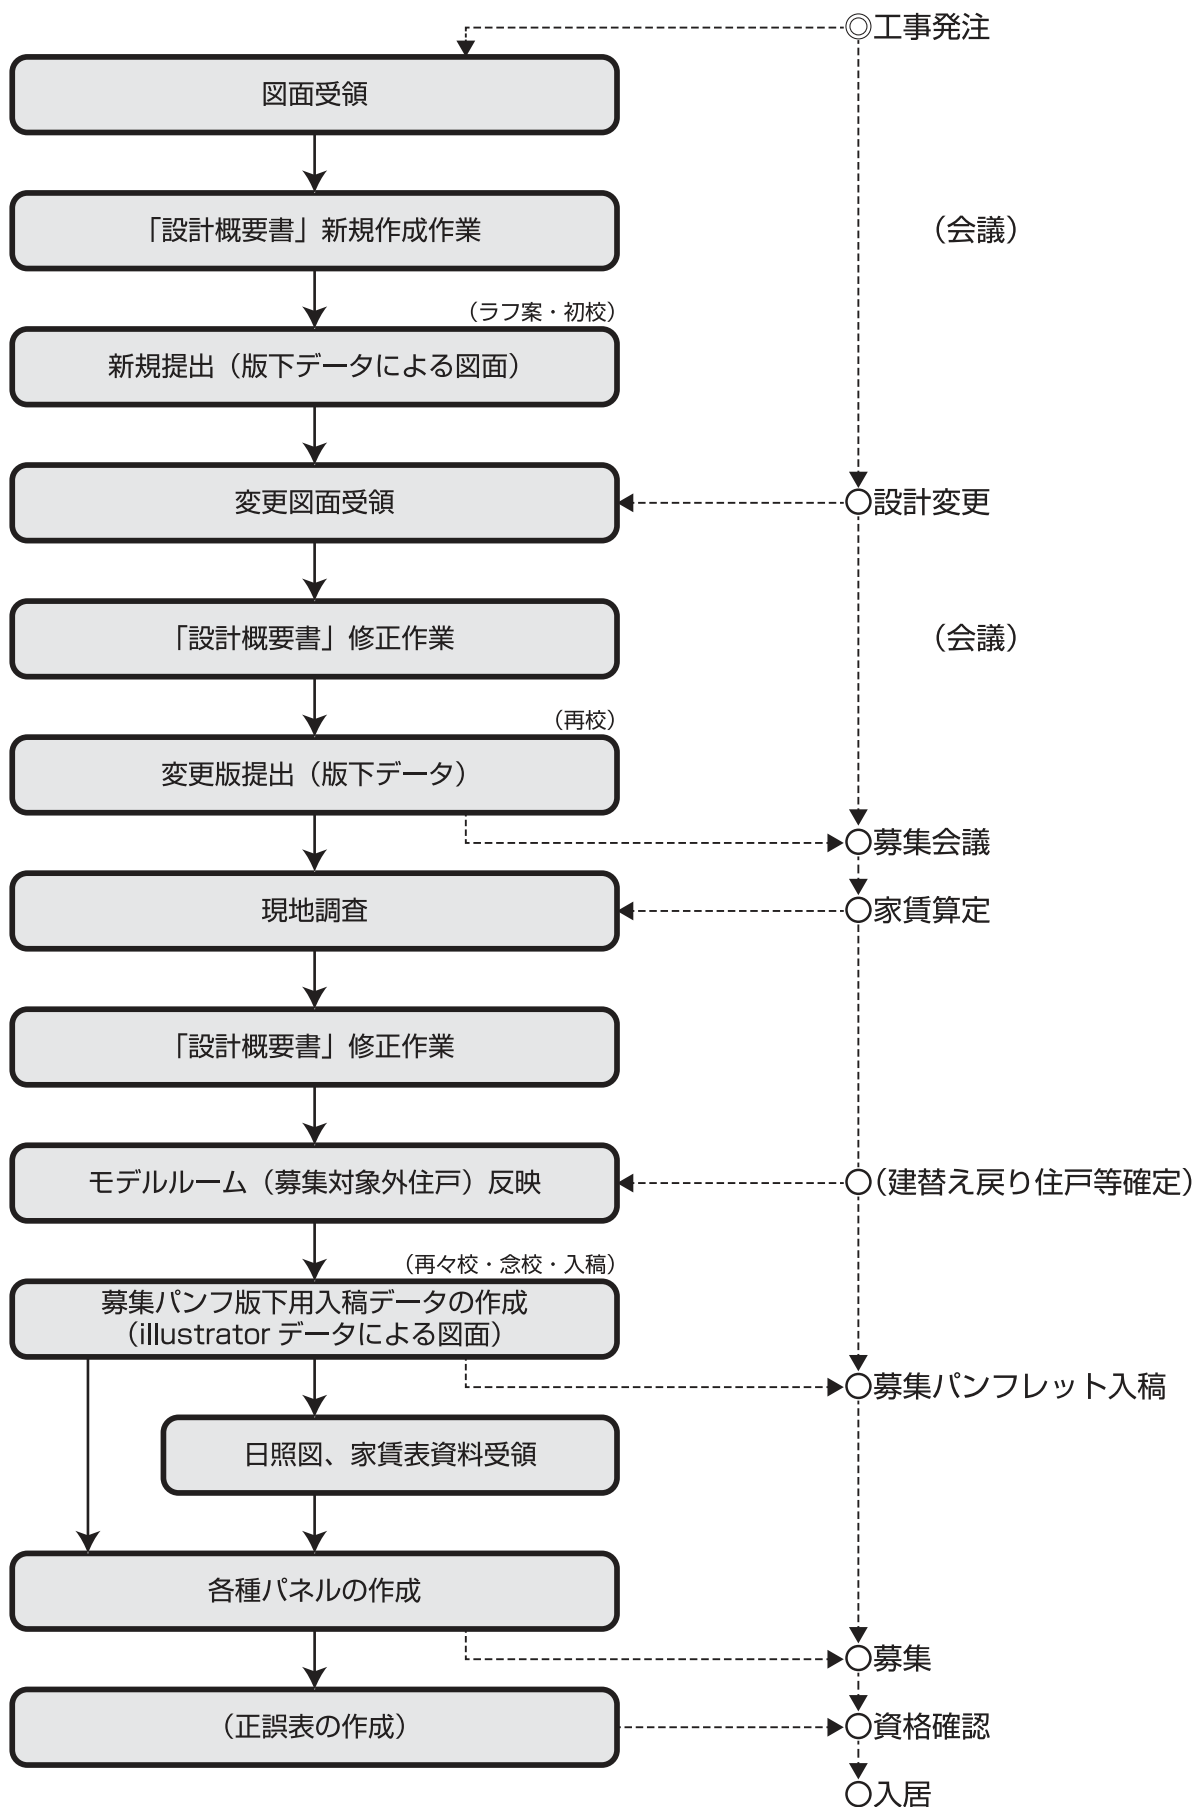 ◎工事発注
図面受領
「設計概要書」新規作成作業
（会議）
（ラフ案・初校）
新規提出（版下データによる図面）
変更図面受領
○設計変更
「設計概要書」修正作業
（会議）
（再校）
変更版提出（版下データ）
○募集会議
現地調査
○家賃算定
「設計概要書」修正作業
モデルルーム（募集対象外住戸）反映
○（建替え戻り住戸等確定）
（再々校・念校・入稿）
募集パンフ版下用入稿データの作成
（illustrator データによる図面）
○募集パンフレット入稿
日照図、家賃表資料受領
各種パネルの作成
○募集
（正誤表の作成）
○資格確認
○入居